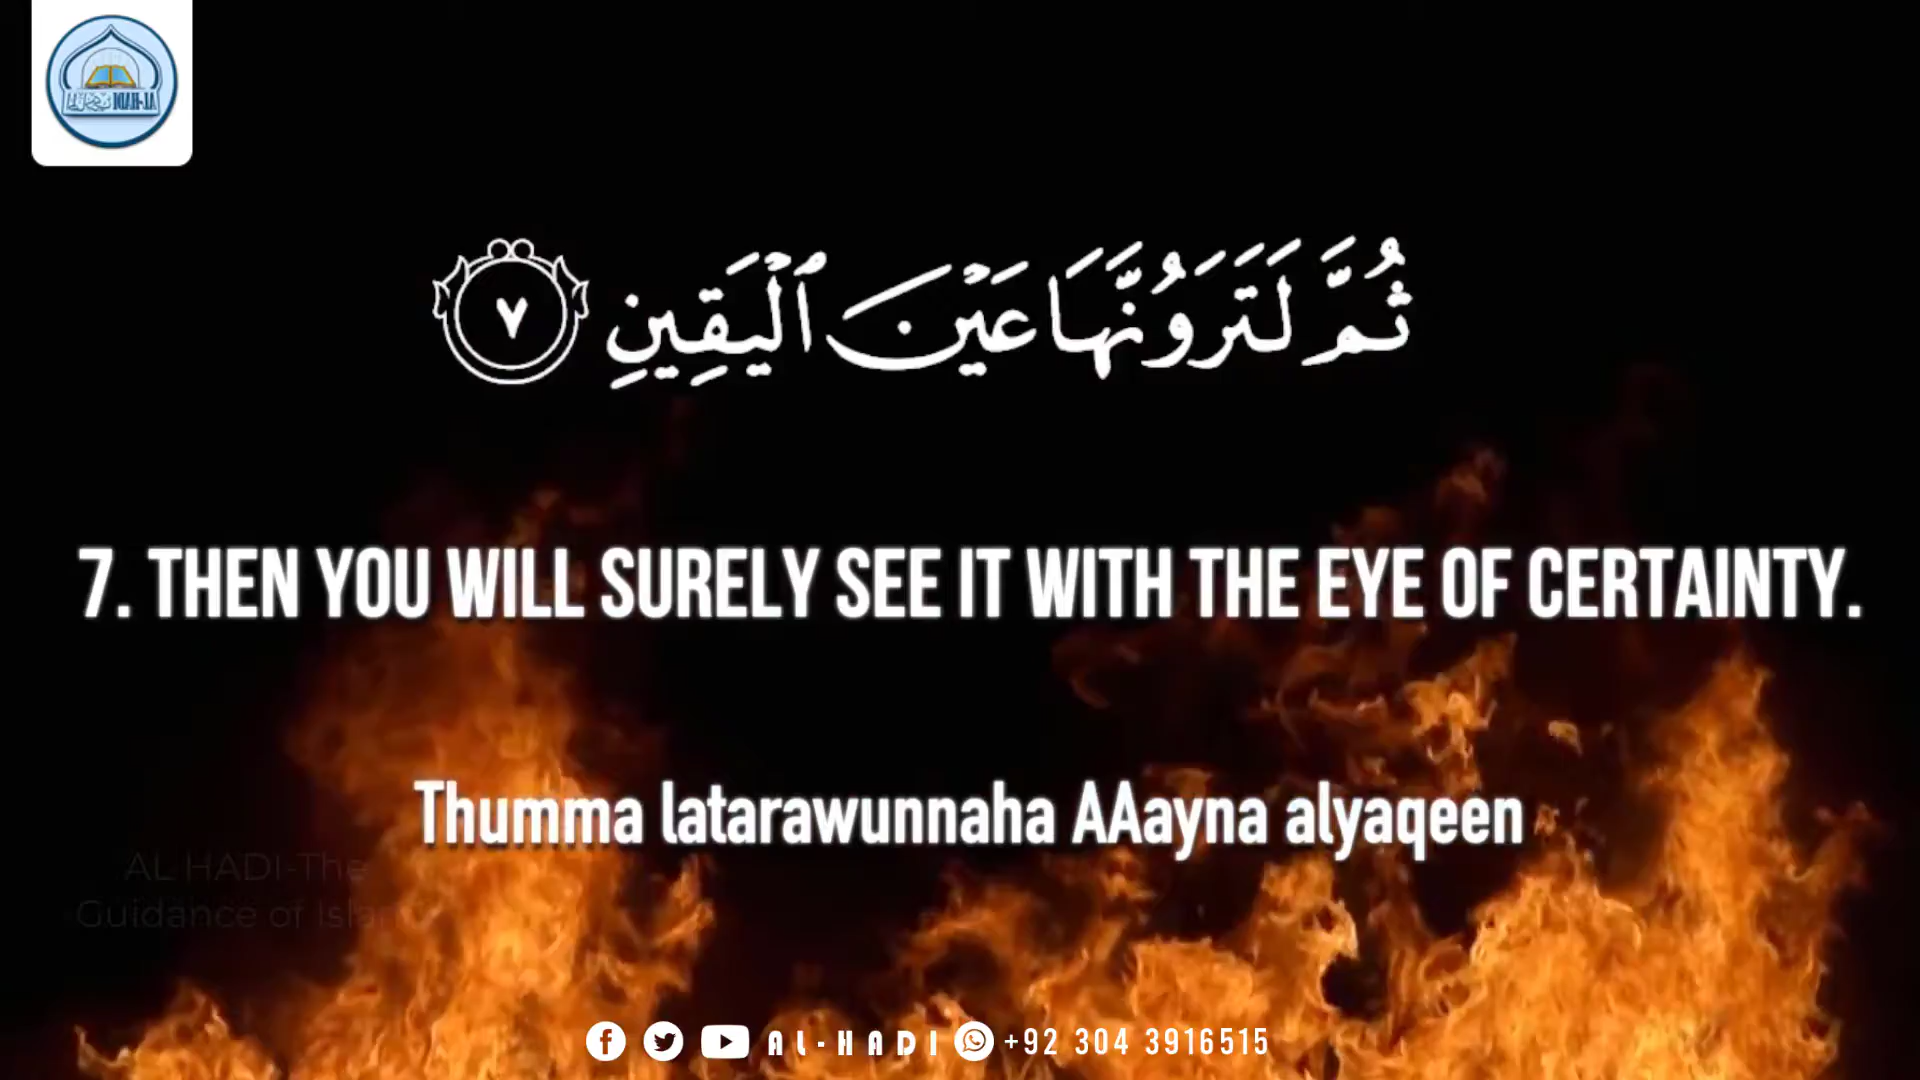 ثُمَّ لَتَرَوُنَّهَا عَيْنَ ٱلْيَقِينِ ٧
7. THEN YOU WILL SURELY SEE IT WITH THE EYE OF CERTAINTY.
Thumma latarawunnaha AAayna alyaqeen
AL HADI-The
Guidance of Isla
AL-HADI +92 304 3916515